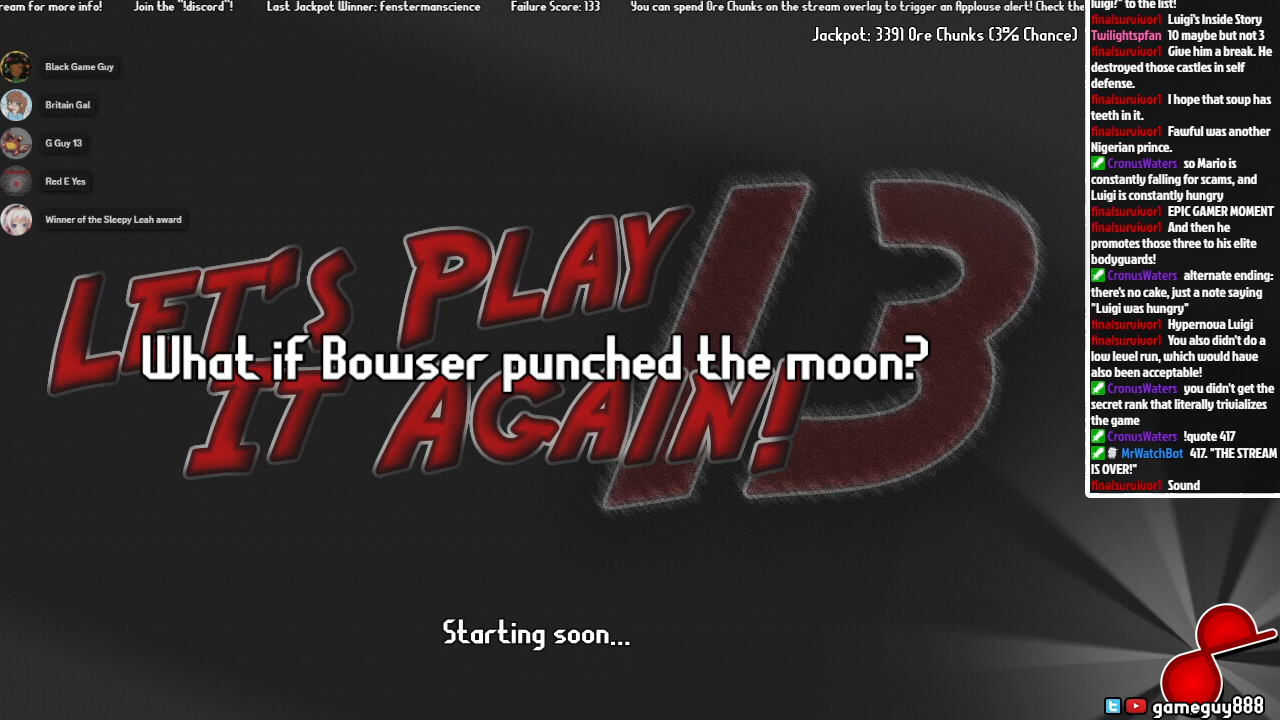 ream for more info! Join the "!discord"! Last Jackpot Winner: fenstermanscience Failure Score: 133 You can spend Ore Chunks on the stream overlay to trigger an Applouse alert! Check the
Jackpot: 3391 Ore Chunks (3% Chance)
Black Game Guy
Britain Gal
G Guy 13
Red E Yes
Winner of the Sleepy Leah award
LET'S PLAY
IT AGAIN!
13
What if Bowser punched the moon?
Starting soon...
luigi!" to the list!
finalsurvivor1 Luigi's Inside Story
Twilightspfan 10 maybe but not 3
finalsurvivor1 Give him a break. He
destroyed those castles in self
defense.
finalsurvivor1 I hope that soup has
teeth in it.
finalsurvivor1 Fawful was another
Nigerian prince.
CronusWaters so Mario is
constantly falling for scams, and
Luigi is constantly hungry
finalsurvivor1 EPIC GAMER MOMENT
finalsurvivor1 And then he
promotes those three to his elite
bodyguards!
CronusWaters alternate ending:
there's no cake, just a note saying
"Luigi was hungry"
finalsurvivor1 Hypernova Luigi
finalsurvivor1 You also didn't do a
low level run, which would have
also been acceptable!
CronusWaters you didn't get the
secret rank that literally trivializes
the game
CronusWaters !quote 417
MrWatchBot 417. "THE STREAM
IS OVER!"
finalsurvivor1 Sound
gameguy888